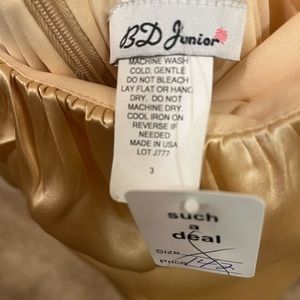 BD Junior
MACHINE WASH
COLD, GENTLE
DO NOT BLEACH
LAY FLAT OR HANG
DRY. DO NOT
MACHINE DRY.
COOL IRON ON
REVERSE IF
NEEDED
MADE IN USA
LOT J777
3
such
a
deal
Size
Price